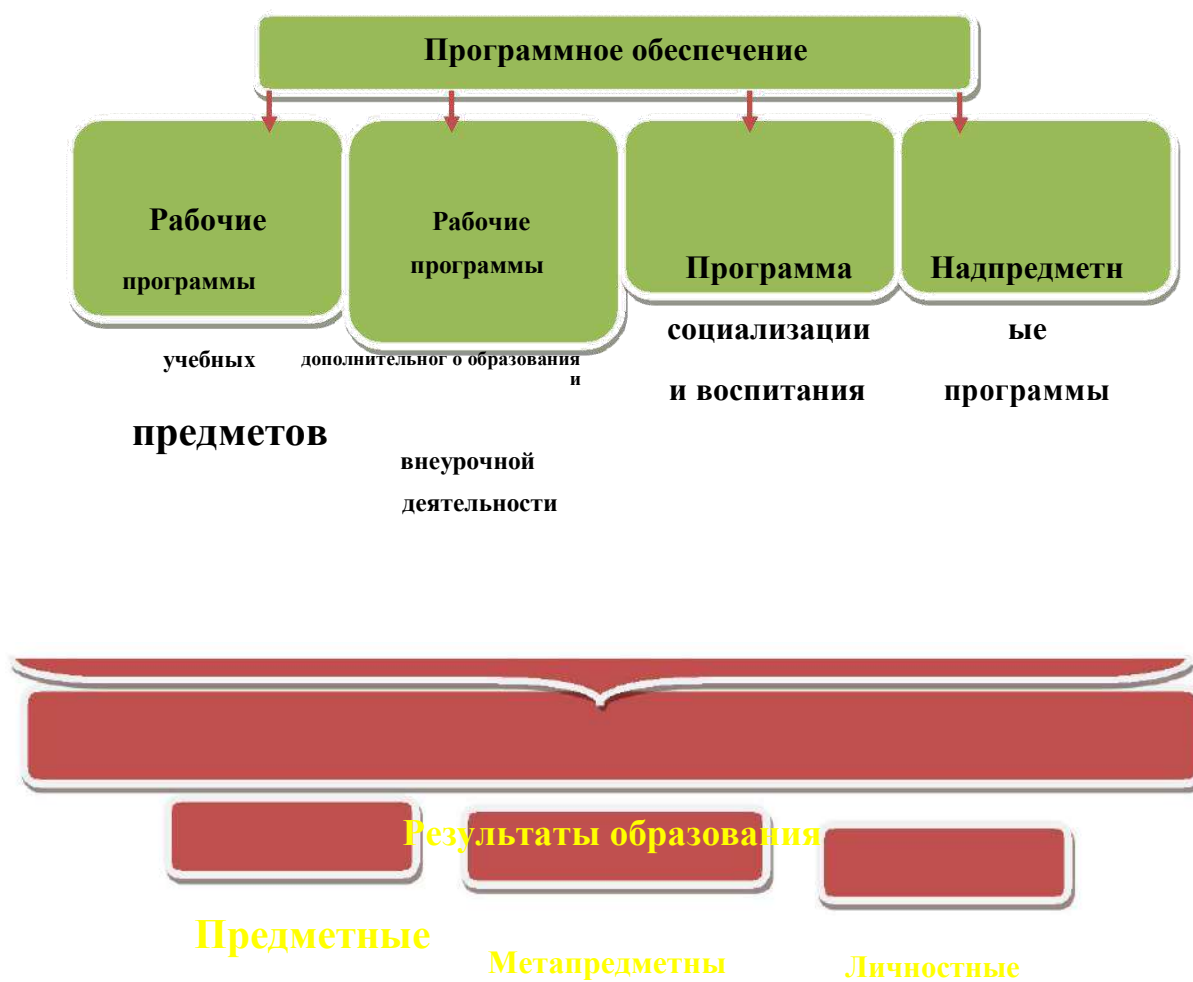 Программное обеспечение
Рабочие
программы
учебных
предметов
Рабочие
программы
дополнительног о образования
и
внеурочной
деятельности
Программа
социализации
и воспитания
Надпредметн
ые
программы
Результаты образования
Предметные
Метапредметны
Личностные